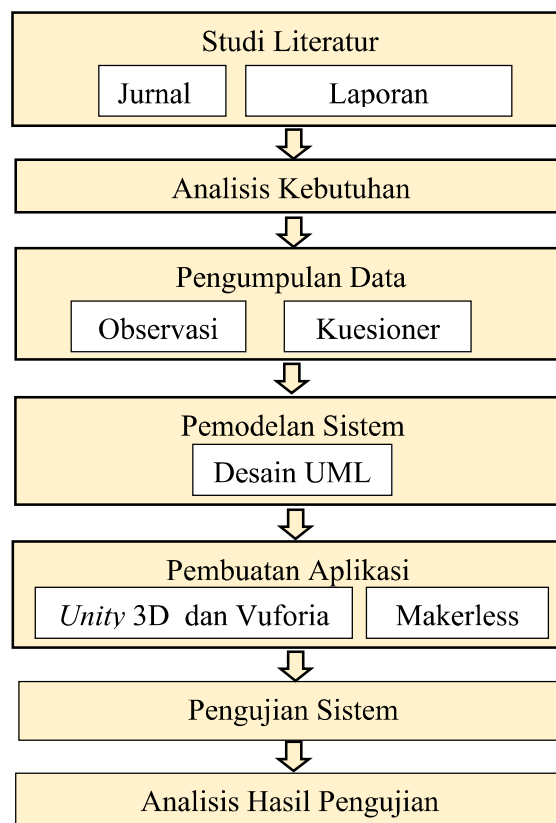 Studi Literatur
Jurnal
Laporan
Analisis Kebutuhan
Pengumpulan Data
Observasi
Kuesioner
Pemodelan Sistem
Desain UML
Pembuatan Aplikasi
Unity 3D dan Vuforia
Makerless
Pengujian Sistem
Analisis Hasil Pengujian